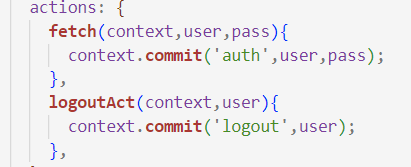 actions: {
fetch(context,user,pass){
context.commit('auth',user,pass);
},
logoutAct(context,user){
context.commit('logout',user);
},